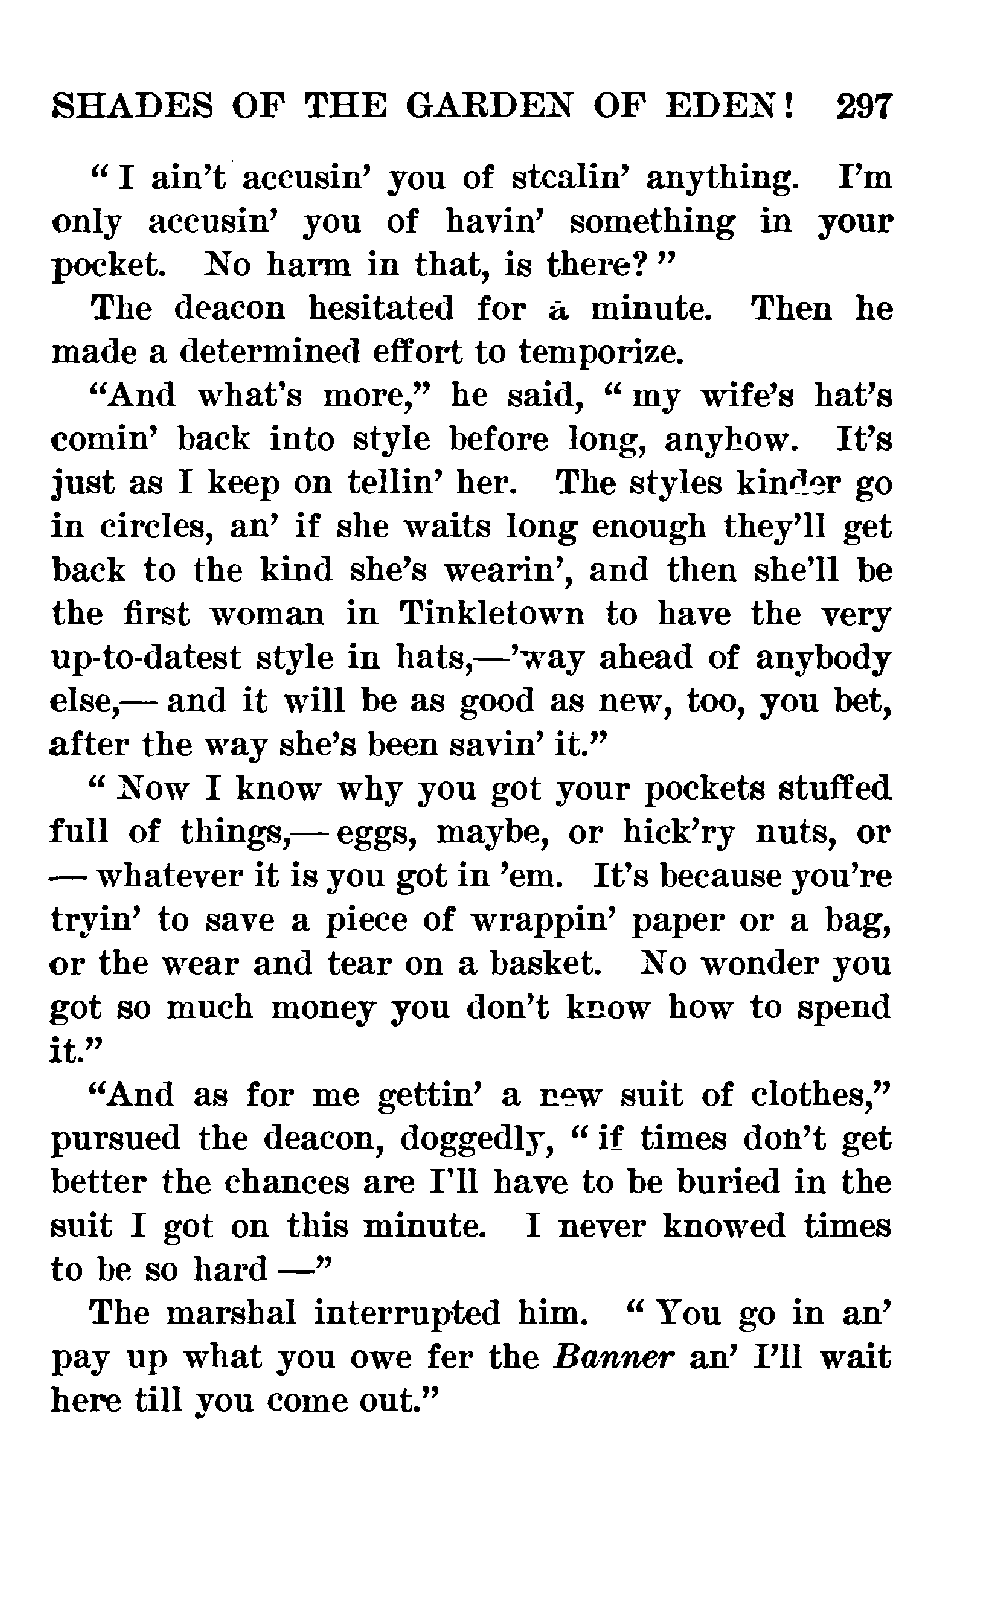 SHADES OF THE GARDEN OF EDEN! 297
“I ain’t accusin’ you of stealin’ anything. I’m
only accusin’ you of havin’ something in your
pocket. No harm in that, is there?”
The deacon hesitated for a minute. Then he
made a determined effort to temporize.
“And what’s more,” he said, “my wife’s hat’s
comin’ back into style before long, anyhow. It’s
just as I keep on tellin’ her. The styles kinder go
in circles, an’ if she waits long enough they’ll get
back to the kind she’s wearin’, and then she’ll be
the first woman in Tinkletown to have the very
up-to-datest style in hats,—’way ahead of anybody
else,—and it will be as good as new, too, you bet,
after the way she’s been savin’ it.”
“Now I know why you got your pockets stuffed
full of things,—eggs, maybe, or hick’ry nuts, or
— whatever it is you got in ’em. It’s because you’re
tryin’ to save a piece of wrappin’ paper or a bag,
or the wear and tear on a basket. No wonder you
got so much money you don’t know how to spend
it.”
“And as for me gettin’ a new suit of clothes,”
pursued the deacon, doggedly, “if times don’t get
better the chances are I’ll have to be buried in the
suit I got on this minute. I never knowed times
to be so hard —”
The marshal interrupted him. “You go in an’
pay up what you owe fer the Banner an’ I’ll wait
here till you come out.”